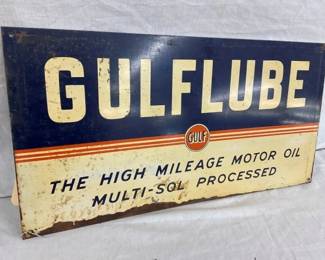 GULFLUBE
GULF
THE HIGH MILEAGE MOTOR OIL
MULTI-SOL PROCESSED